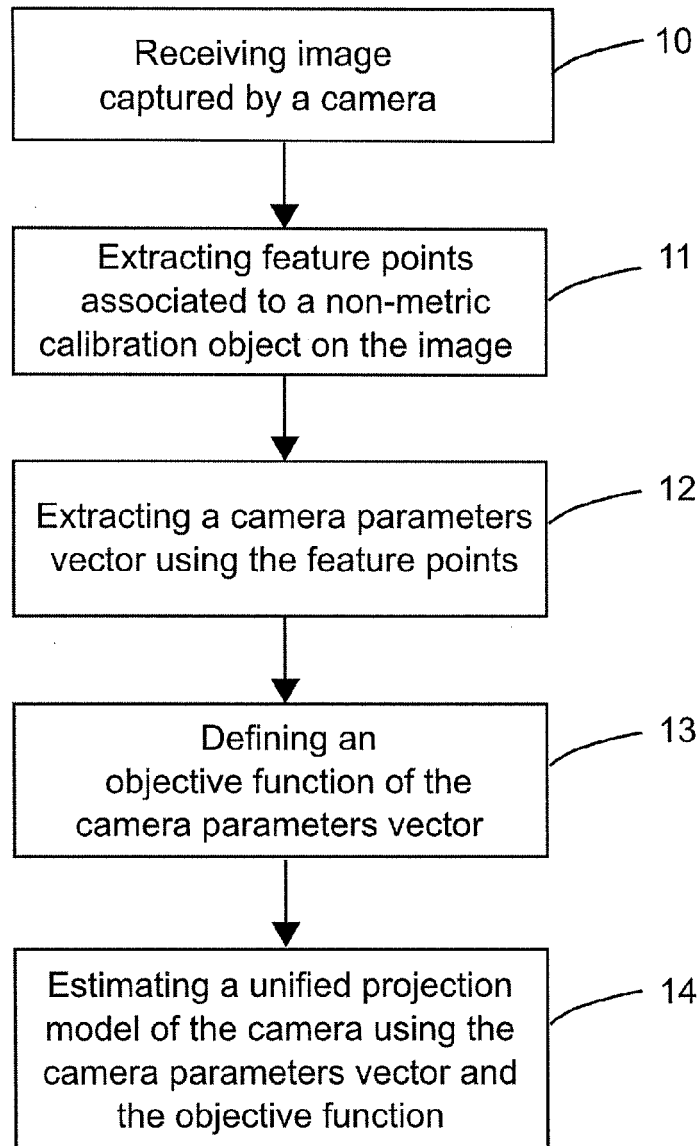 Receiving image
captured by a camera
10
Extracting feature points
associated to a non-metric
calibration object on the image
11
Extracting a camera parameters
vector using the feature points
12
Defining an
objective function of the
camera parameters vector
13
Estimating a unified projection
model of the camera using the
camera parameters vector and
the objective function
14